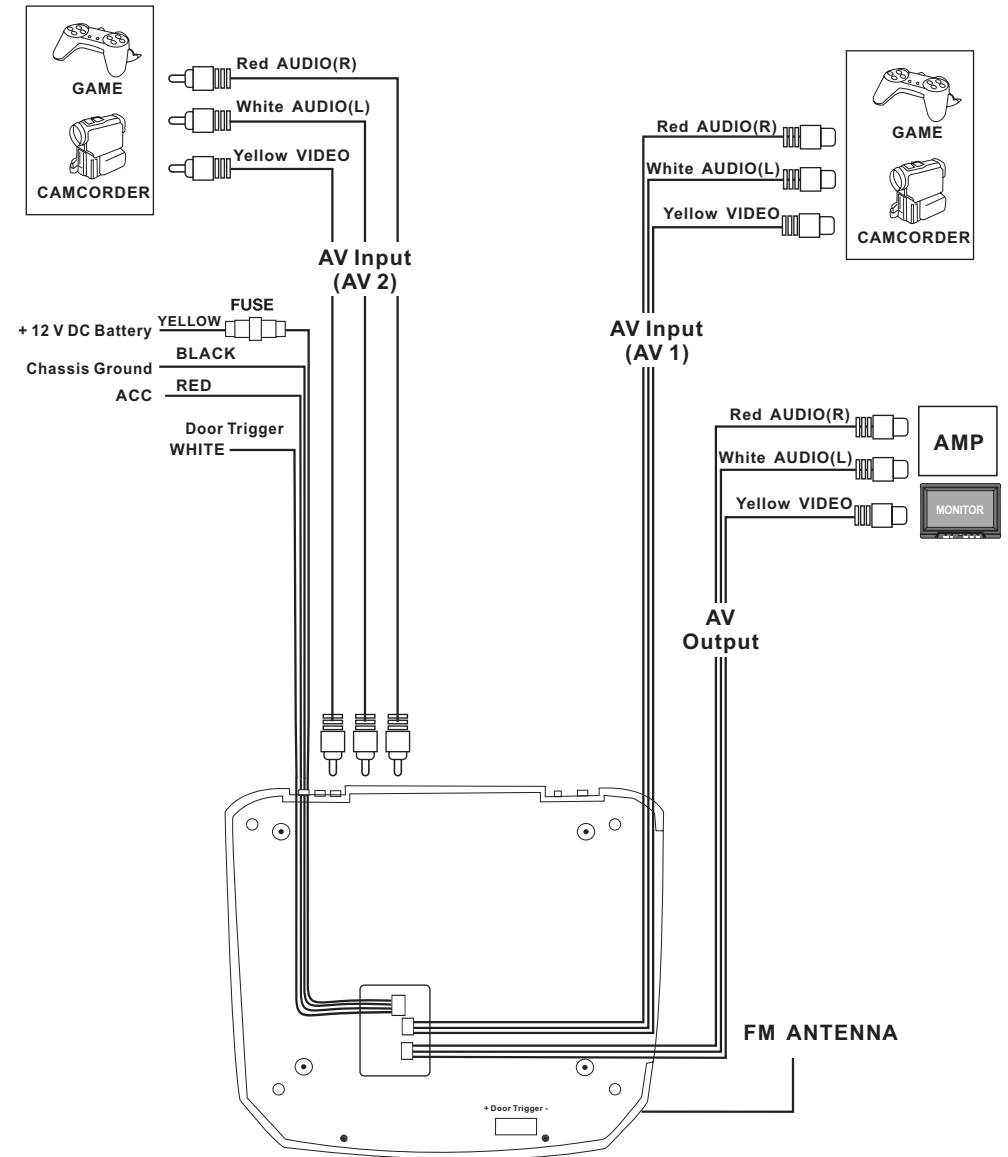 GAME
CAMCORDER
Red AUDIO(R)
White AUDIO(L)
Yellow VIDEO
AV Input
(AV 2)
FUSE
+ 12 V DC Battery
YELLOW
Chassis Ground
BLACK
ACC
RED
Door Trigger
WHITE
Red AUDIO(R)
White AUDIO(L)
Yellow VIDEO
GAME
CAMCORDER
AV Input
(AV 1)
Red AUDIO(R)
White AUDIO(L)
Yellow VIDEO
AMP
MONITOR
AV
Output
FM ANTENNA
+ Door Trigger -